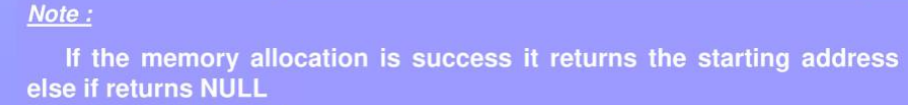 Note :
If the memory allocation is success it returns the starting address
else if returns NULL